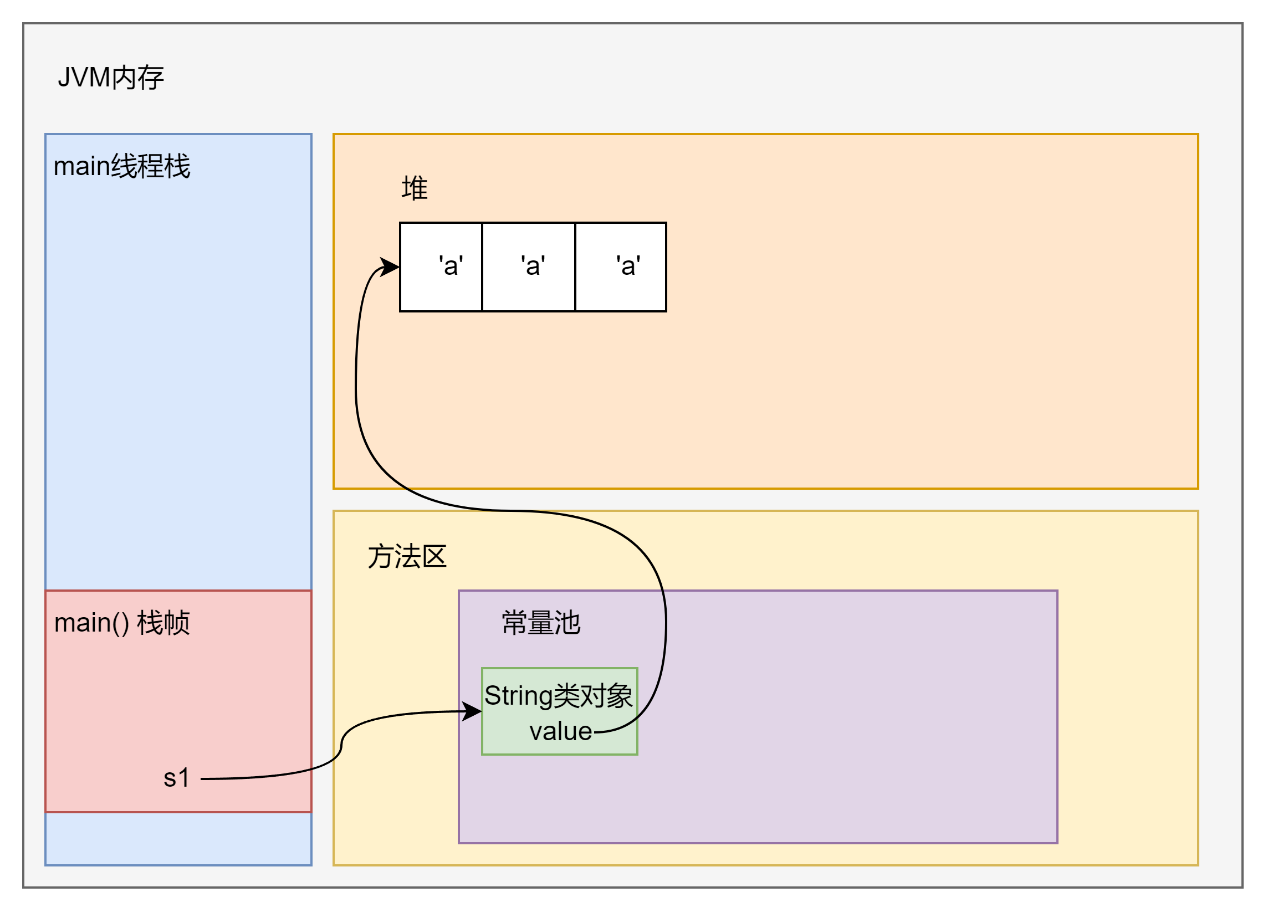 JVM内存
main线程栈
堆
'a' 'a' 'a'
方法区
main() 栈帧
常量池
String类对象
value
s1